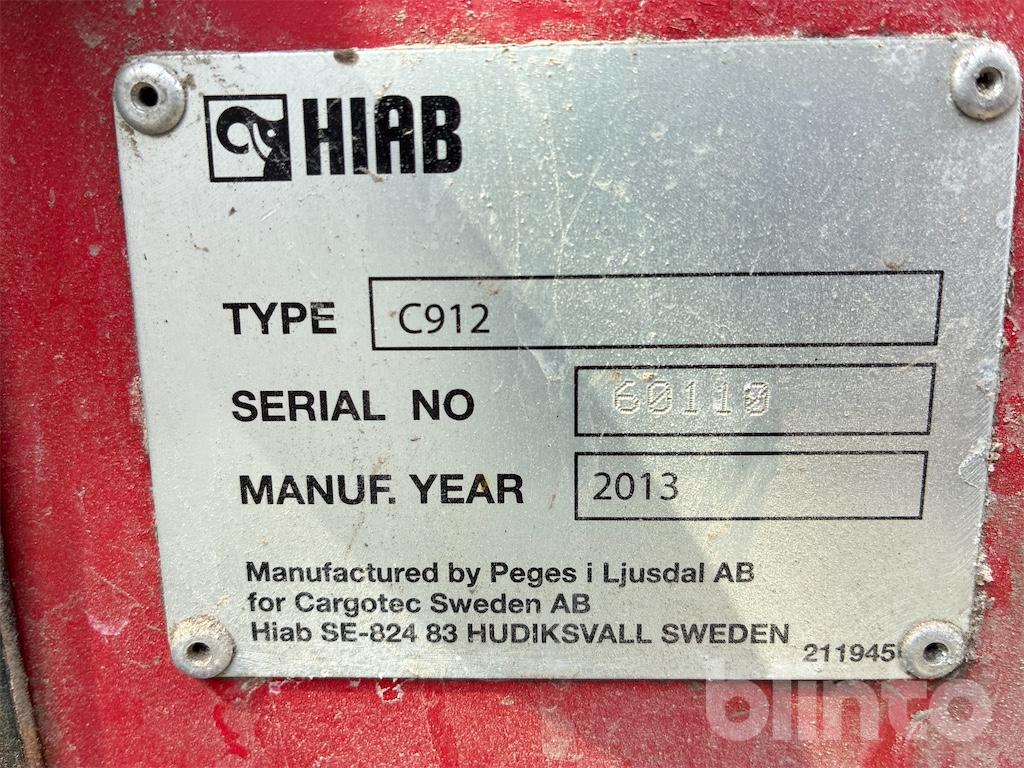 HIAB
TYPE C912
SERIAL NO 60110
MANUF. YEAR 2013
Manufactured by Peges i Ljusdal AB
for Cargotec Sweden AB
Hiab SE-824 83 HUDIKSVALL SWEDEN
blinto